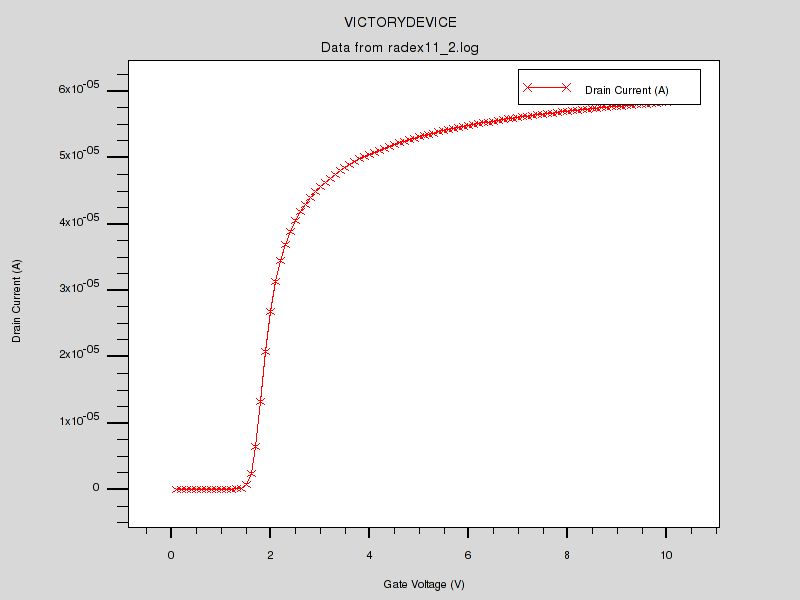 VICTORYDEVICE
Data from radex11_2.log
Drain Current (A)
6x10-05
5x10-05
4x10-05
3x10-05
2x10-05
1x10-05
0
Drain Current (A)
0 2 4 6 8 10
Gate Voltage (V)